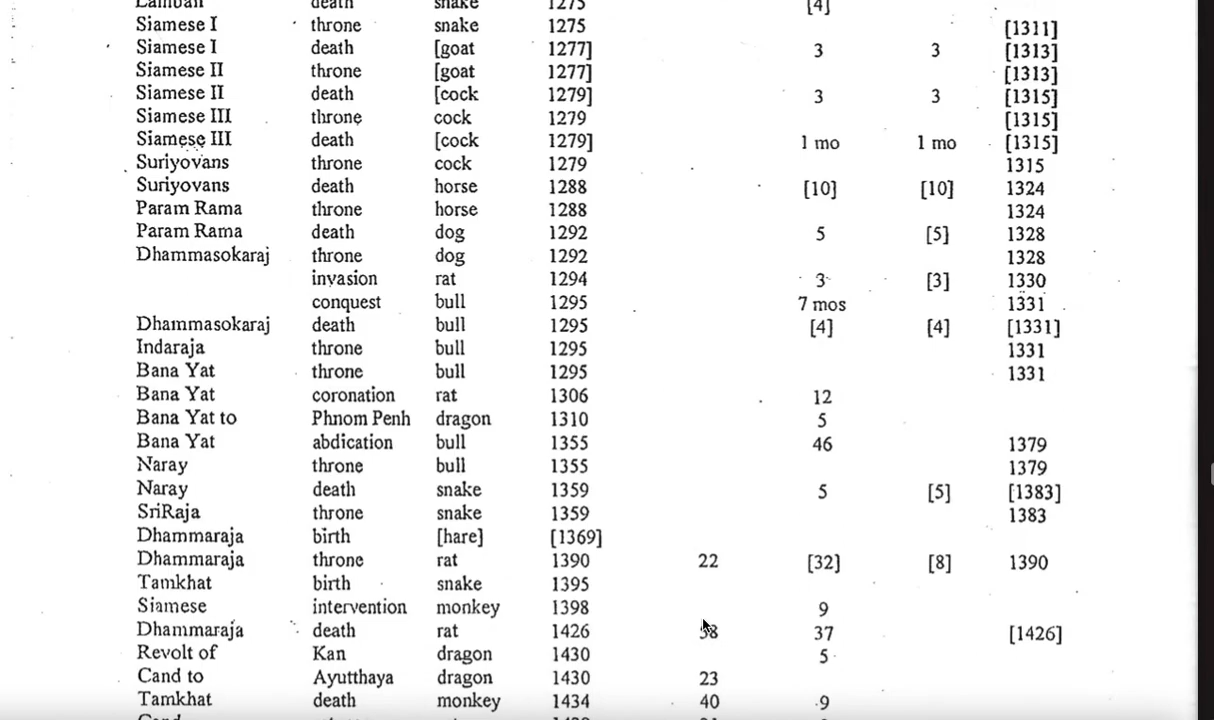 Lamban death snake 1275 [4]
Siamese I throne snake 1275 [1311]
Siamese I death [goat 1277] 3 3 [1313]
Siamese II throne [goat 1277] [1313]
Siamese II death [cock 1279] 3 3 [1315]
Siamese III throne cock 1279 [1315]
Siamese III death [cock 1279] 1 mo 1 mo [1315]
Suriyovans throne cock 1279 1315
Suriyovans death horse 1288 [10] [10] 1324
Param Rama throne horse 1288 1324
Param Rama death dog 1292 5 [5] 1328
Dhammasokaraj throne dog 1292 1328
invasion rat 1294 3 [3] 1330
conquest bull 1295 7 mos 1331
Dhammasokaraj death bull 1295 [4] [4] [1331]
Indaraja throne bull 1295 1331
Bana Yat throne bull 1295 1331
Bana Yat coronation rat 1306 12
Bana Yat to Phnom Penh dragon 1310 5
Bana Yat abdication bull 1355 46 1379
Naray throne bull 1355 1379
Naray death snake 1359 5 [5] [1383]
SriRaja throne snake 1359 1383
Dhammaraja birth [hare] [1369]
Dhammaraja throne rat 1390 22 [32] [8] 1390
Tamkhat birth snake 1395
Siamese intervention monkey 1398 9
Dhammaraja death rat 1426 58 37 [1426]
Revolt of Kan dragon 1430 5
Cand to Ayutthaya dragon 1430 23
Tamkhat death monkey 1434 40 9